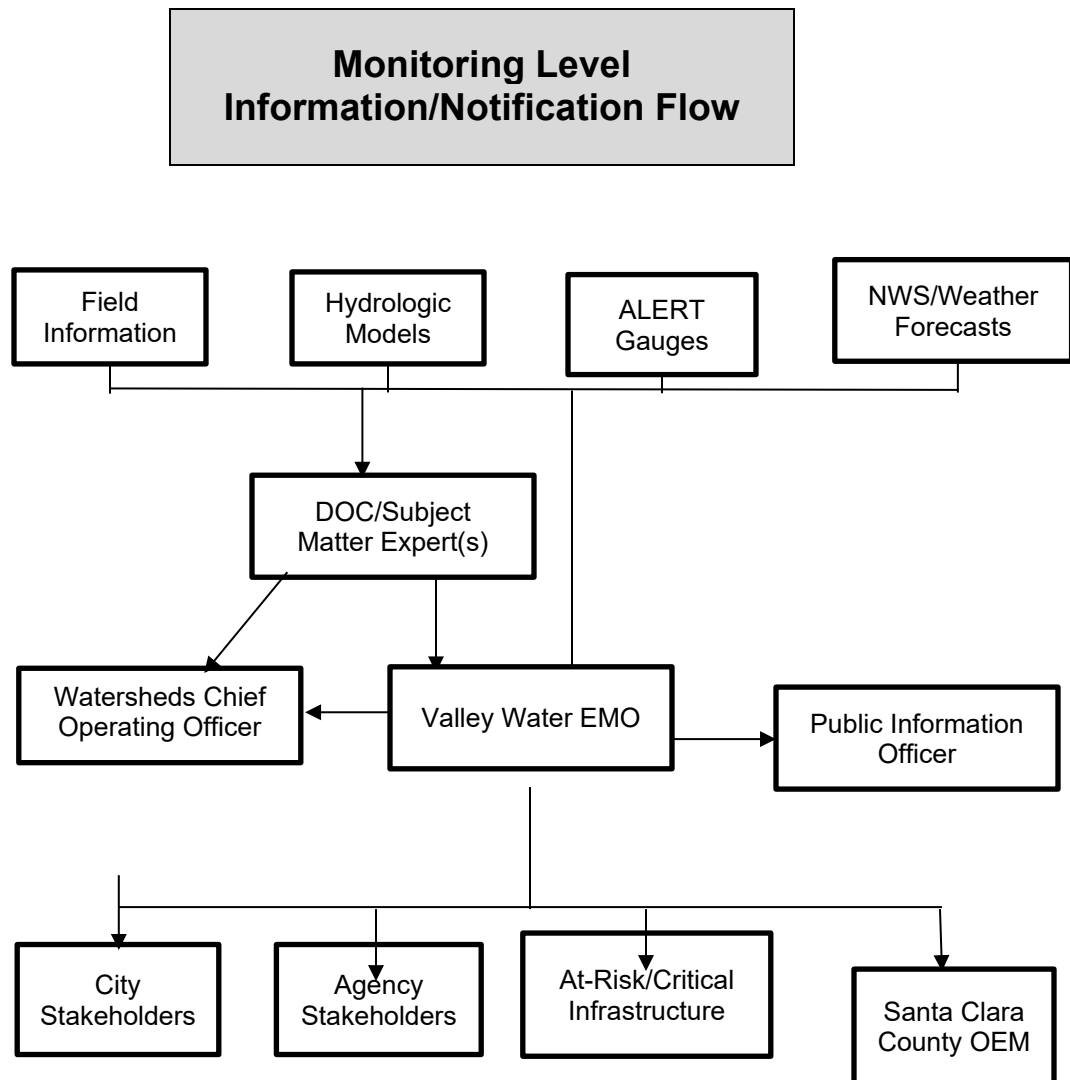 Monitoring Level
Information/Notification Flow
Field
Information
Hydrologic
Models
ALERT
Gauges
NWS/Weather
Forecasts
DOC/Subject
Matter Expert(s)
Watersheds Chief
Operating Officer
Valley Water EMO
Public Information
Officer
City
Stakeholders
Agency
Stakeholders
At-Risk/Critical
Infrastructure
Santa Clara
County OEM